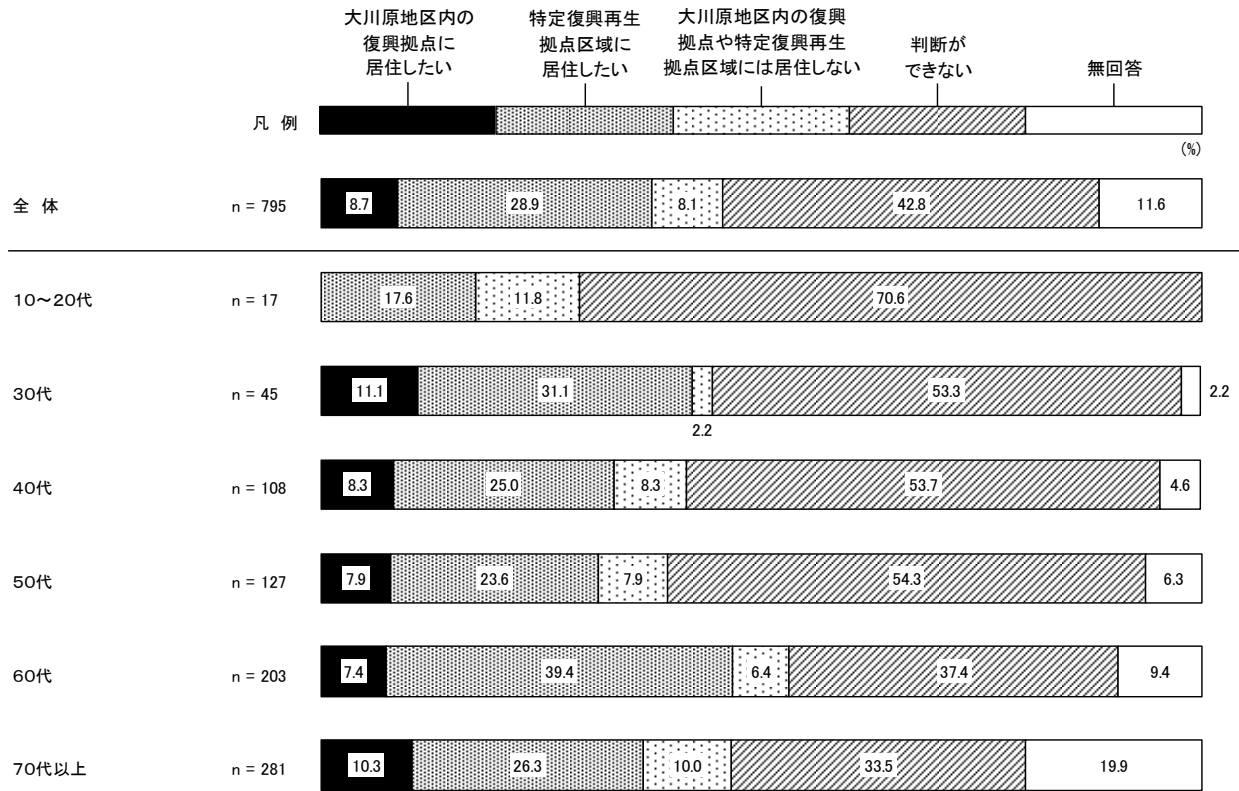 大川原地区内の
復興拠点に
居住したい
特定復興再生
拠点区域に
居住したい
大川原地区内の復興
拠点や特定復興再生
拠点区域には居住しない
判断が
できない
無回答
凡 例
(%)
全 体 n = 795 8.7 28.9 8.1 42.8 11.6
10～20代 n = 17 17.6 11.8 70.6
30代 n = 45 11.1 31.1 53.3 2.2
2.2
40代 n = 108 8.3 25.0 8.3 53.7 4.6
50代 n = 127 7.9 23.6 7.9 54.3 6.3
60代 n = 203 7.4 39.4 6.4 37.4 9.4
70代以上 n = 281 10.3 26.3 10.0 33.5 19.9